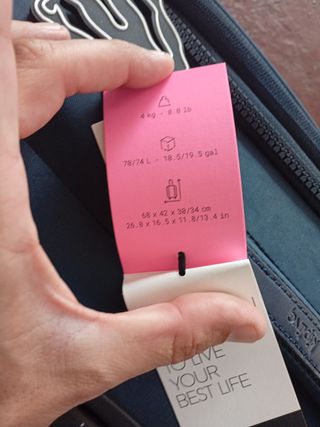 4 kg - 8.8 lb
78/74 L - 18.5/19.5 gal
68 x 42 x 30/34 cm
26.8 x 16.5 x 11.8/13.4 in
TO LIVE
YOUR
BEST LIFE